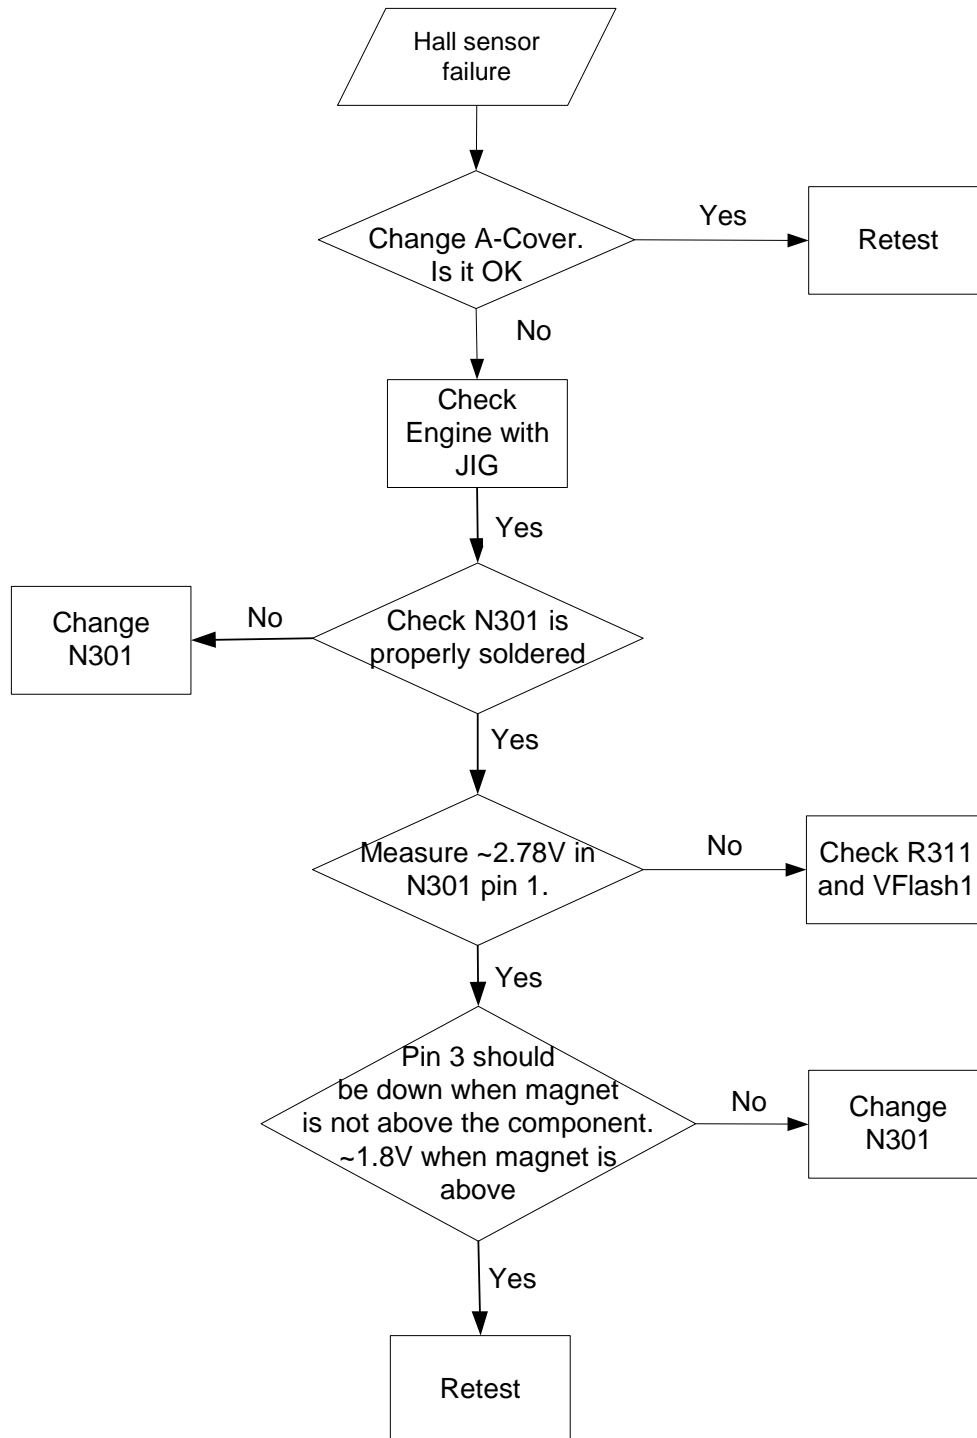 Hall sensor
failure
Change A-Cover.
Is it OK
Yes
Retest
No
Check
Engine with
JIG
Yes
Check N301 is
properly soldered
No
Change
N301
Yes
Measure ~2.78V in
N301 pin 1.
No
Check R311
and VFlash1
Yes
Pin 3 should
be down when magnet
is not above the component.
~1.8V when magnet is
above
No
Change
N301
Yes
Retest